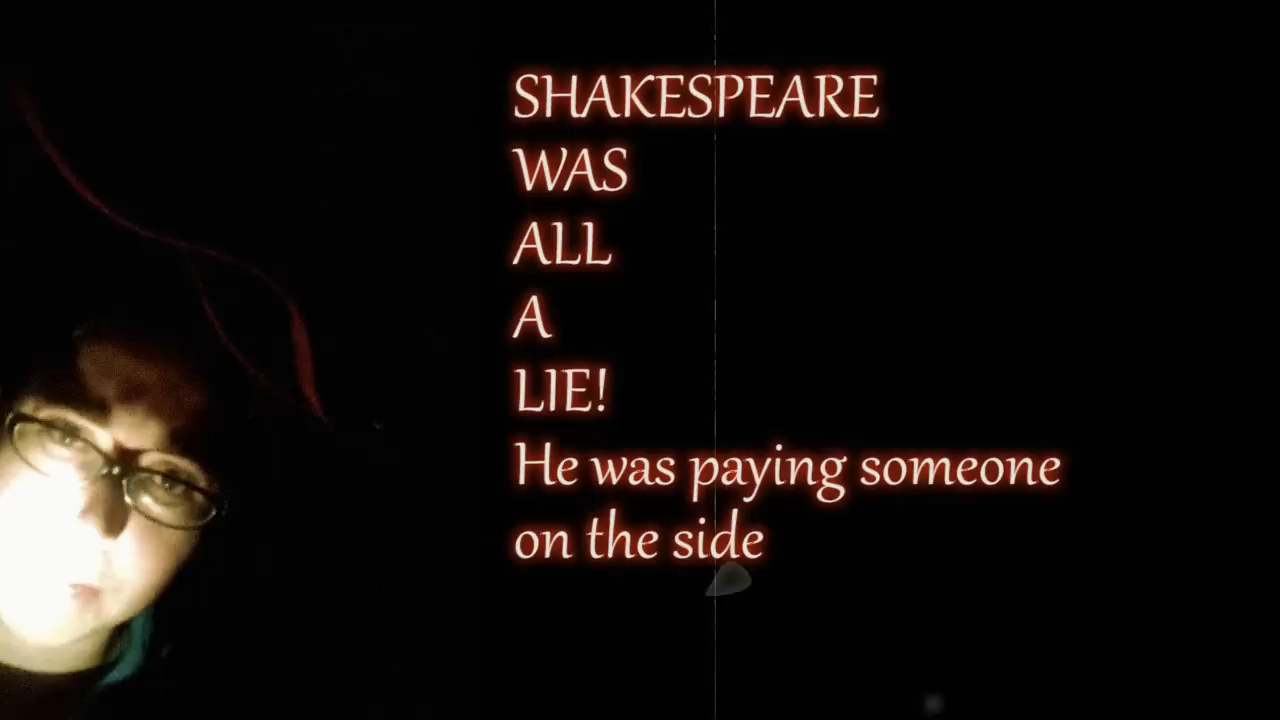 SHAKESPEARE
WAS
ALL
A
LIE!
He was paying someone
on the side